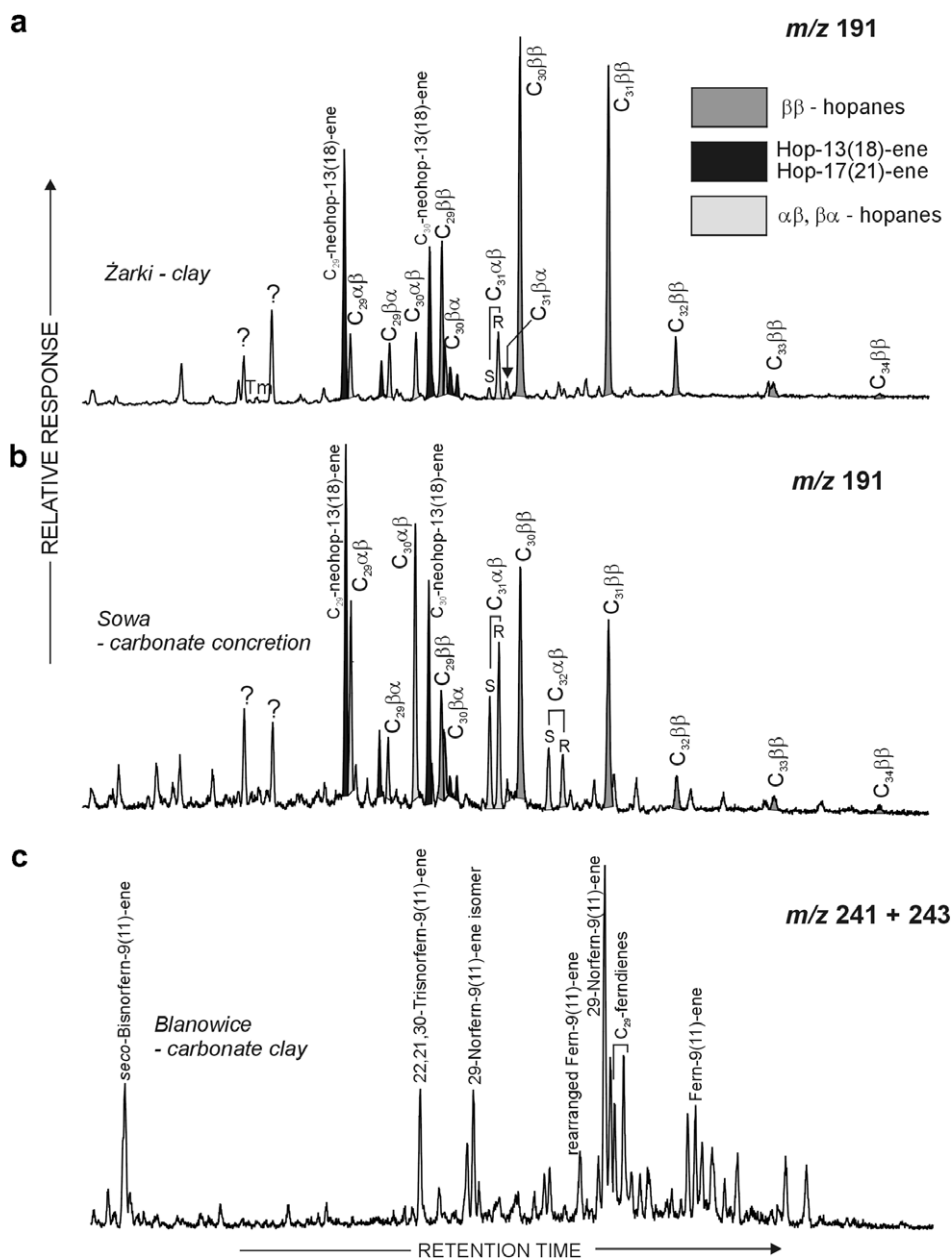 a
m/z 191
ββ - hopanes
Hop-13(18)-ene
Hop-17(21)-ene
αβ, βα - hopanes
RELATIVE RESPONSE
Żarki - clay
?
Tm
?
C₂₉-neohop-13(18)-ene
C₂₉αβ
C₂₉βα
C₃₀αβ
C₃₀-neohop-13(18)-ene
C₂₉ββ
C₃₀βα
S
R
C₃₁αβ
C₃₁βα
C₃₀ββ
C₃₁ββ
C₃₂ββ
C₃₃ββ
C₃₄ββ
b
m/z 191
Sowa
- carbonate concretion
?
?
C₂₉-neohop-13(18)-ene
C₂₉αβ
C₂₉βα
C₃₀αβ
C₃₀-neohop-13(18)-ene
C₂₉ββ
C₃₀βα
S
R
C₃₁αβ
C₃₀ββ
S
R
C₃₂αβ
C₃₁ββ
C₃₂ββ
C₃₃ββ
C₃₄ββ
c
m/z 241 + 243
Blanowice
- carbonate clay
seco-Bisnorfern-9(11)-ene
22,21,30-Trisnorfern-9(11)-ene
29-Norfern-9(11)-ene isomer
rearranged Fern-9(11)-ene
29-Norfern-9(11)-ene
C₂₉-ferndienes
Fern-9(11)-ene
RETENTION TIME